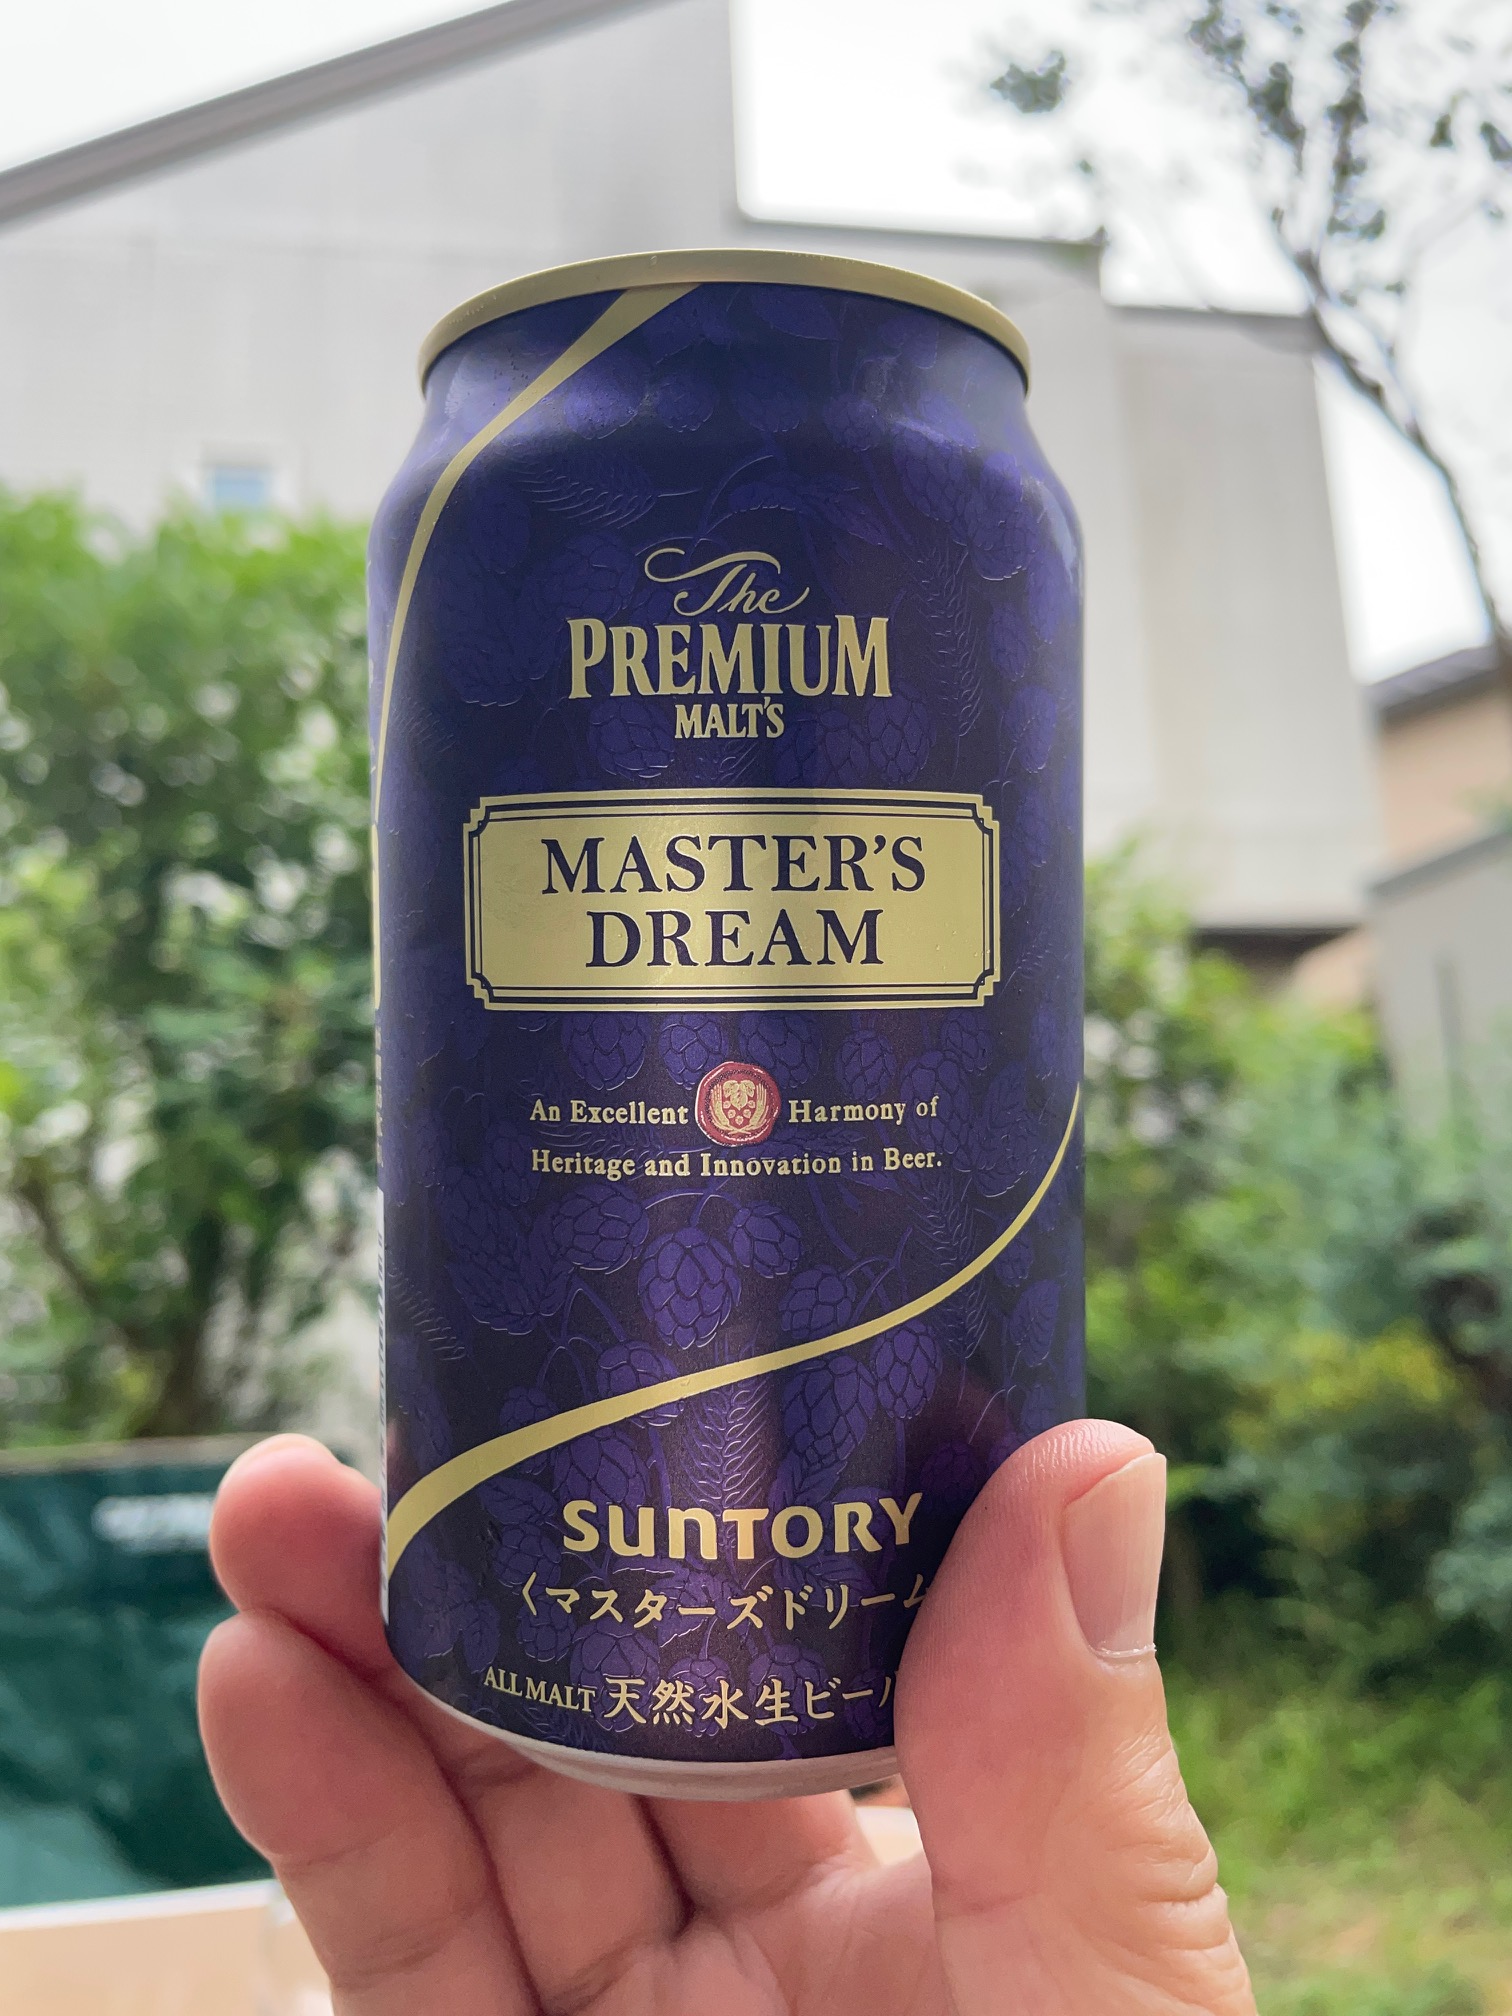 The
PREMIUM
MALT'S
MASTER'S
DREAM
An Excellent Harmony of
Heritage and Innovation in Beer.
SUNTORY
〈マスターズドリーム
ALL MALT 天然水生ビール